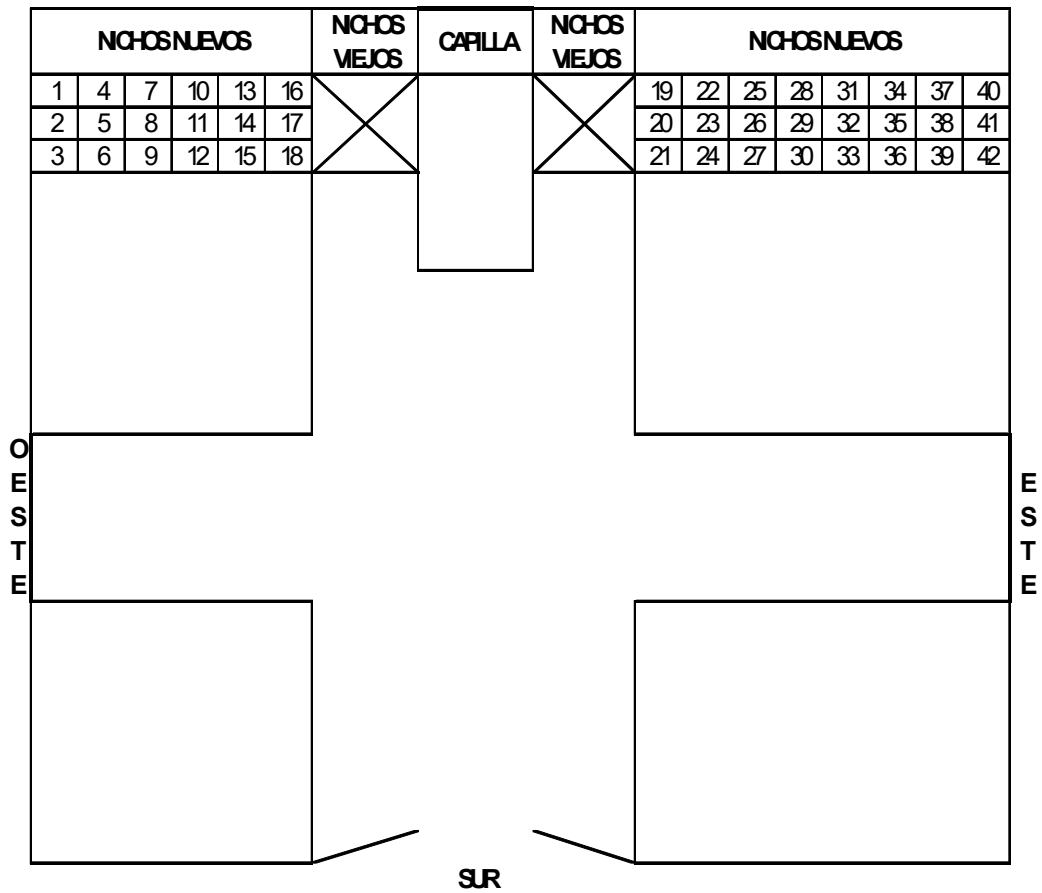 NICHOS NUEVOS
NICHOS
VIEJOS
CAPILLA
NICHOS
VIEJOS
NICHOS NUEVOS
1 4 7 10 13 16
2 5 8 11 14 17
3 6 9 12 15 18
19 22 25 28 31 34 37 40
20 23 26 29 32 35 38 41
21 24 27 30 33 36 39 42
O
E
S
T
E
E
S
T
E
SUR